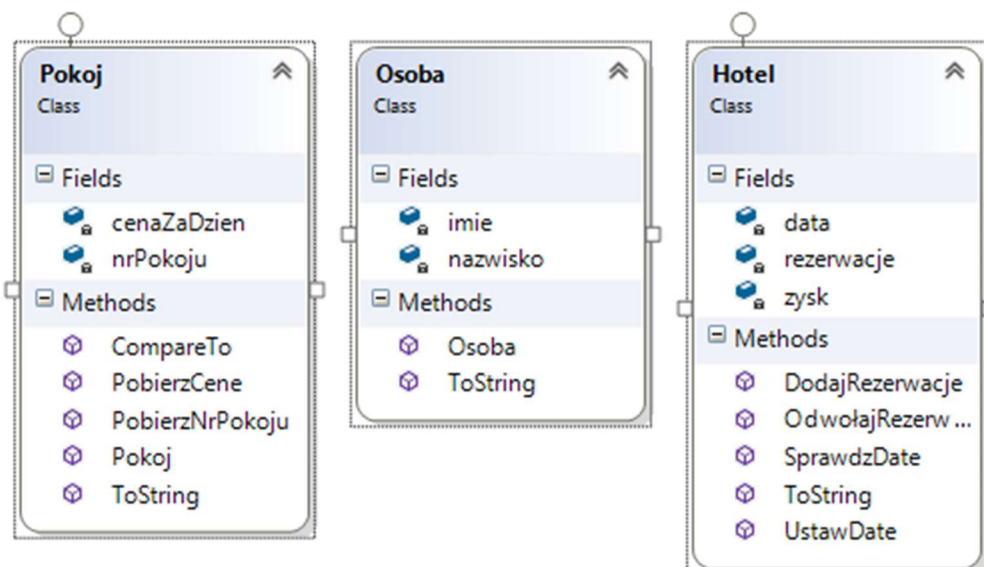 Pokoj
Class
Fields
cenaZaDzien
nrPokoju
Methods
CompareTo
PobierzCene
PobierzNrPokoju
Pokoj
ToString
Osoba
Class
Fields
imie
nazwisko
Methods
Osoba
ToString
Hotel
Class
Fields
data
rezerwacje
zysk
Methods
DodajRezerwacje
OdwołajRezerw ...
SprawdzDate
ToString
UstawDate